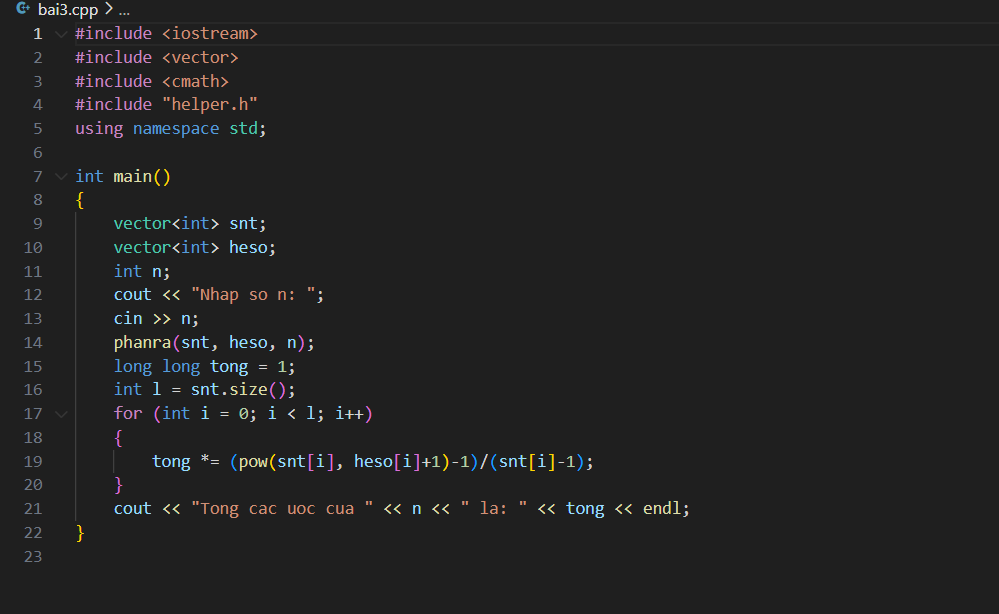 bai3.cpp > ...
1 #include <iostream>
2 #include <vector>
3 #include <cmath>
4 #include "helper.h"
5 using namespace std;
6
7 int main()
8 {
9 vector<int> snt;
10 vector<int> heso;
11 int n;
12 cout << "Nhap so n: ";
13 cin >> n;
14 phanra(snt, heso, n);
15 long long tong = 1;
16 int l = snt.size();
17 for (int i = 0; i < l; i++)
18 {
19 tong *= (pow(snt[i], heso[i]+1)-1)/(snt[i]-1);
20 }
21 cout << "Tong cac uoc cua " << n << " la: " << tong << endl;
22 }
23